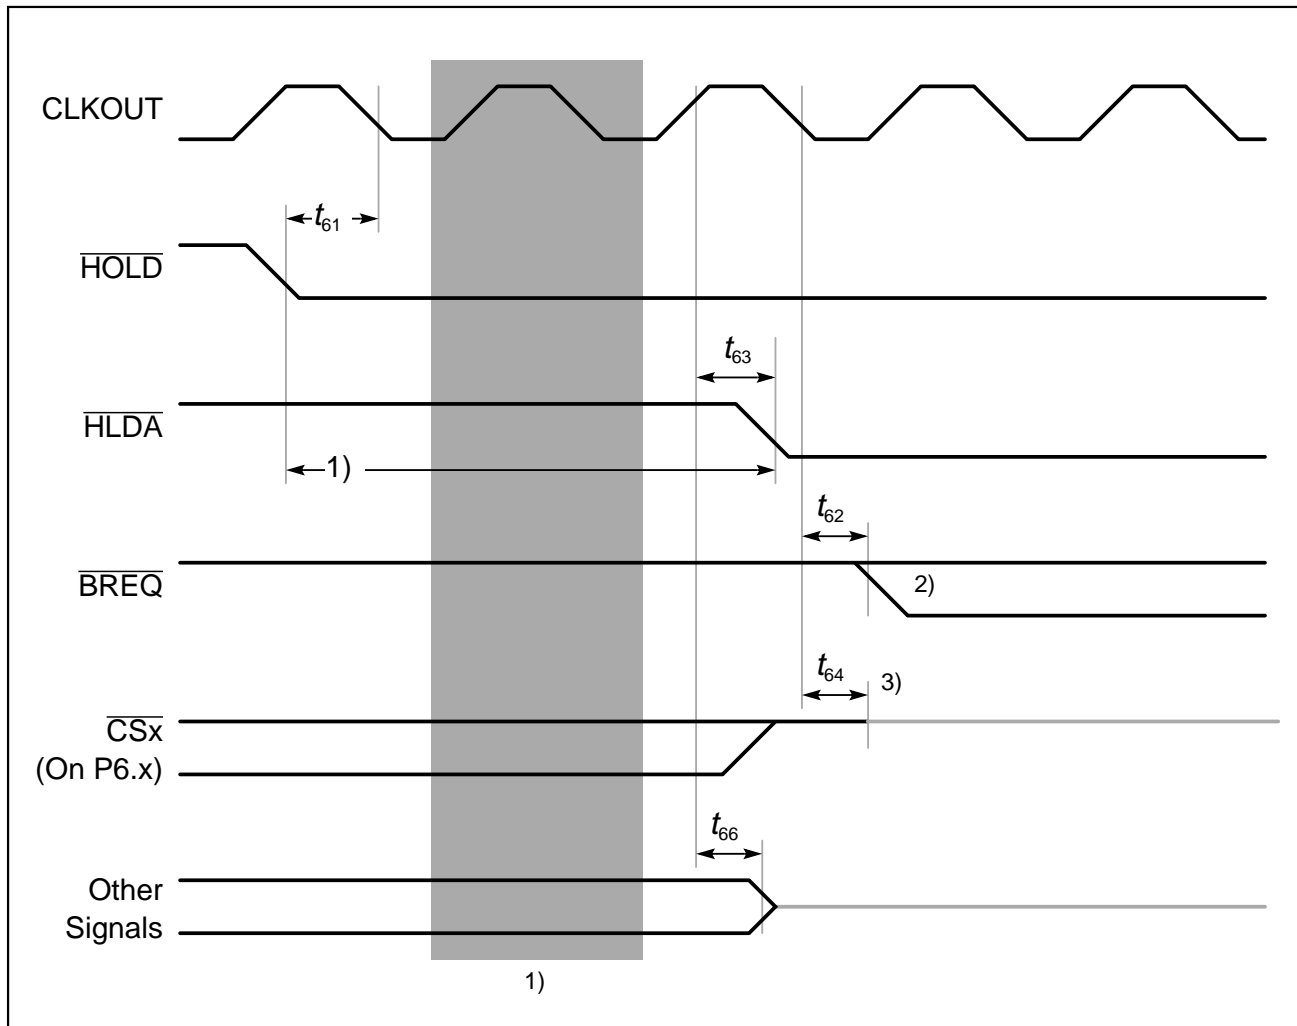 CLKOUT
t61
HOLD
t63
HLDA
1)
t62
BREQ
2)
t64
3)
CSx
(On P6.x)
t66
Other
Signals
1)